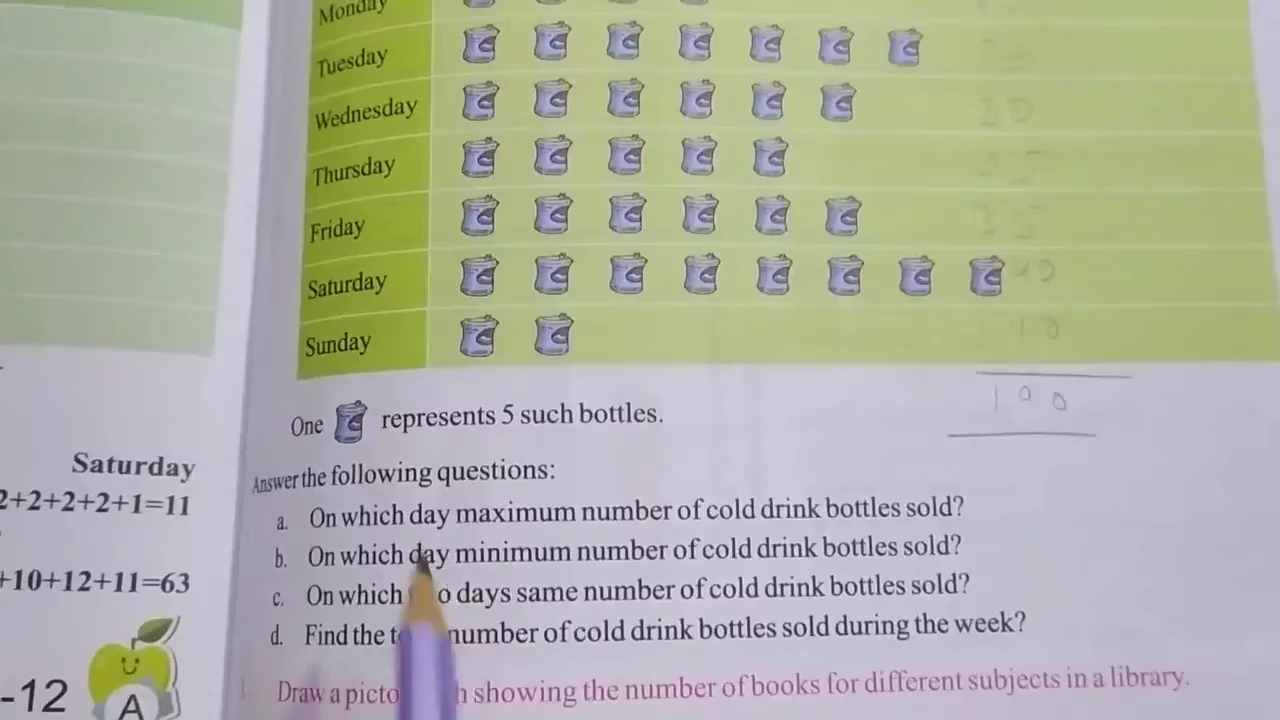 Monday
Tuesday
Wednesday
30
Thursday
Friday
Saturday
40
Sunday
10
190
One represents 5 such bottles.
Answer the following questions:
a. On which day maximum number of cold drink bottles sold?
b. On which day minimum number of cold drink bottles sold?
c. On which days same number of cold drink bottles sold?
d. Find the number of cold drink bottles sold during the week?
Draw a showing the number of books for different subjects in a library.
Saturday
2+2+2+2+1=11
+10+12+11=63
-12
A